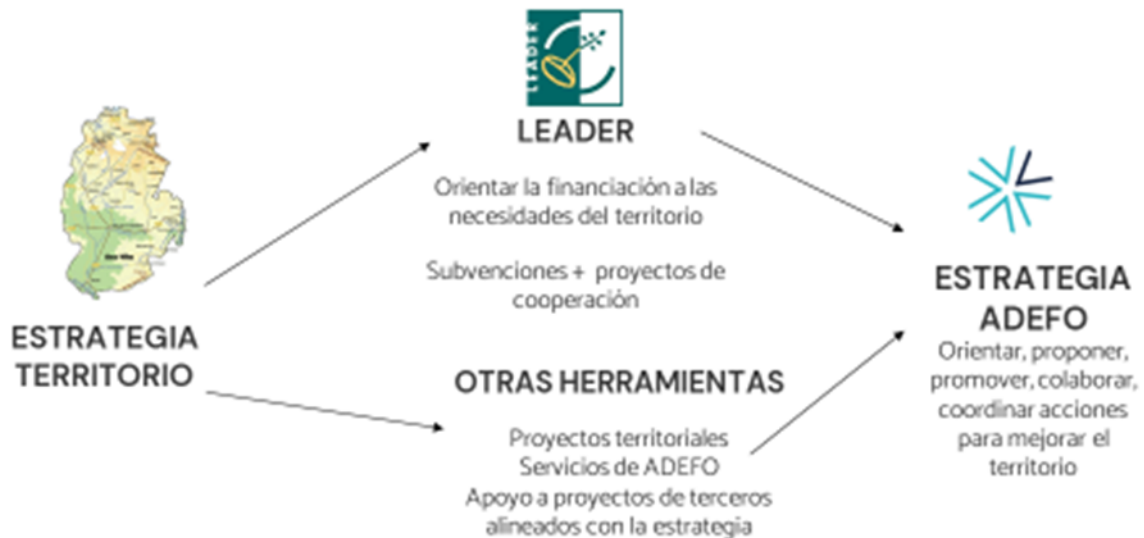 LEADER
LEADER
Orientar la financiación a las
necesidades del territorio
Subvenciones + proyectos de
cooperación
ESTRATEGIA
TERRITORIO
OTRAS HERRAMIENTAS
Proyectos territoriales
Servicios de ADEFO
Apoyo a proyectos de terceros
alineados con la estrategia
ESTRATEGIA
ADEFO
Orientar, proponer,
promover, colaborar,
coordinar acciones
para mejorar el
territorio